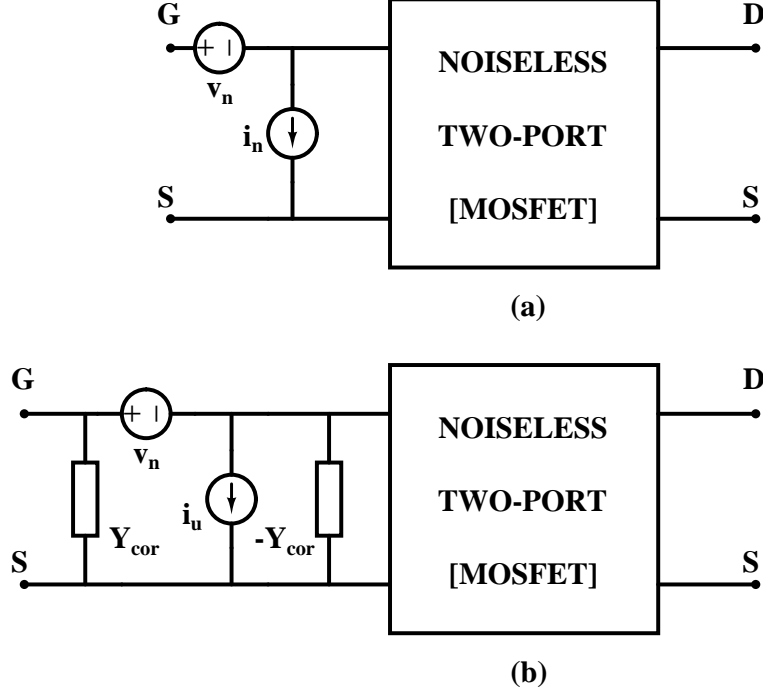 G
D
+ −
NOISELESS
v_n
i_n
TWO-PORT
S
S
[MOSFET]
(a)
G
D
+ −
NOISELESS
v_n
i_u
TWO-PORT
Y_cor
-Y_cor
S
S
[MOSFET]
(b)